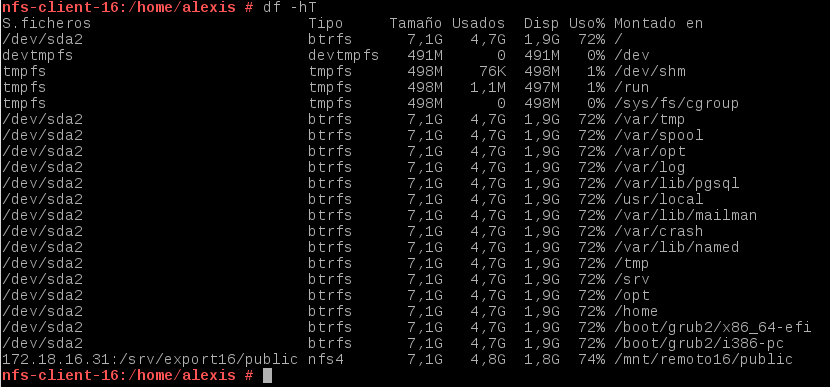 nfs-client-16:/home/alexis # df -hT
S.ficheros Tipo Tamaño Usados Disp Uso% Montado en
/dev/sda2 btrfs 7,1G 4,7G 1,9G 72% /
devtmpfs devtmpfs 491M 0 491M 0% /dev
tmpfs tmpfs 498M 76K 498M 1% /dev/shm
tmpfs tmpfs 498M 1,1M 497M 1% /run
tmpfs tmpfs 498M 0 498M 0% /sys/fs/cgroup
/dev/sda2 btrfs 7,1G 4,7G 1,9G 72% /var/tmp
/dev/sda2 btrfs 7,1G 4,7G 1,9G 72% /var/spool
/dev/sda2 btrfs 7,1G 4,7G 1,9G 72% /var/opt
/dev/sda2 btrfs 7,1G 4,7G 1,9G 72% /var/log
/dev/sda2 btrfs 7,1G 4,7G 1,9G 72% /var/lib/pgsql
/dev/sda2 btrfs 7,1G 4,7G 1,9G 72% /usr/local
/dev/sda2 btrfs 7,1G 4,7G 1,9G 72% /var/lib/mailman
/dev/sda2 btrfs 7,1G 4,7G 1,9G 72% /var/crash
/dev/sda2 btrfs 7,1G 4,7G 1,9G 72% /var/lib/named
/dev/sda2 btrfs 7,1G 4,7G 1,9G 72% /tmp
/dev/sda2 btrfs 7,1G 4,7G 1,9G 72% /srv
/dev/sda2 btrfs 7,1G 4,7G 1,9G 72% /opt
/dev/sda2 btrfs 7,1G 4,7G 1,9G 72% /home
/dev/sda2 btrfs 7,1G 4,7G 1,9G 72% /boot/grub2/x86_64-efi
/dev/sda2 btrfs 7,1G 4,7G 1,9G 72% /boot/grub2/i386-pc
172.18.16.31:/srv/export16/public nfs4 7,1G 4,8G 1,8G 74% /mnt/remoto16/public
nfs-client-16:/home/alexis #